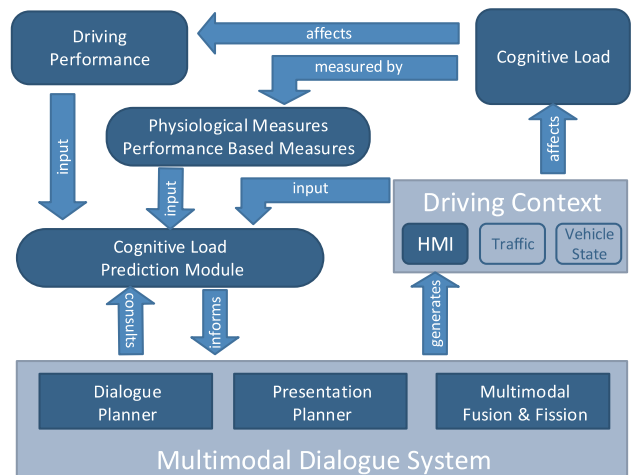 Driving
Performance
affects
Cognitive Load
measured by
Physiological Measures
Performance Based Measures
input
input
input
affects
Driving Context
HMI
Traffic
Vehicle
State
Cognitive Load
Prediction Module
consults
informs
generates
Dialogue
Planner
Presentation
Planner
Multimodal
Fusion & Fission
Multimodal Dialogue System